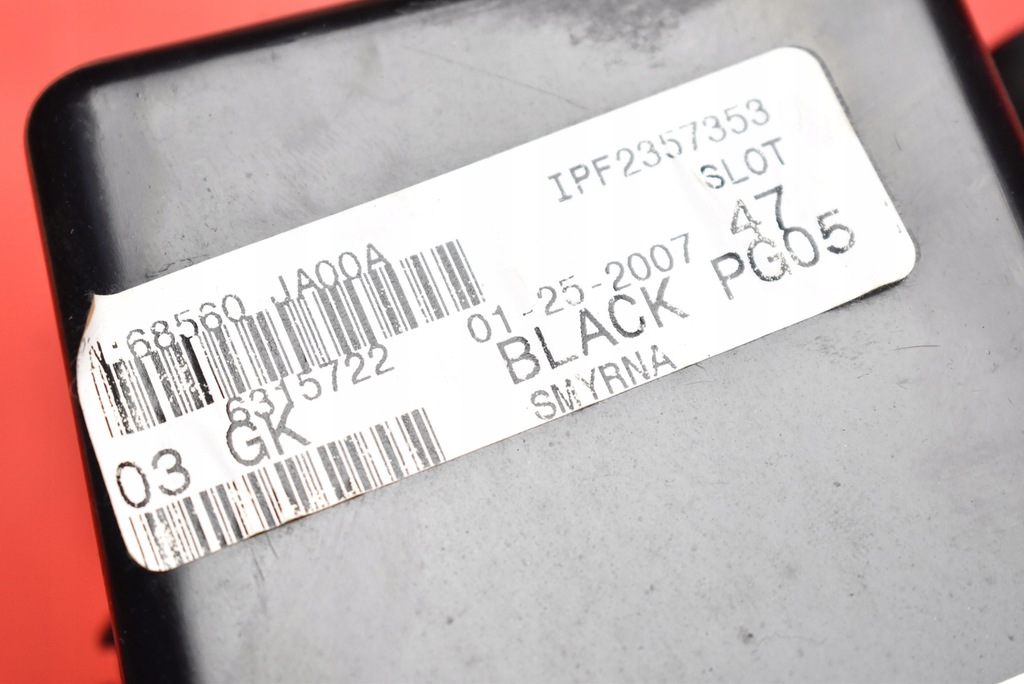 IPF2357353
SLOT
47
68560 JA00A
01-25-2007
PG05
BLACK
6315722
SMYRNA
03 GK